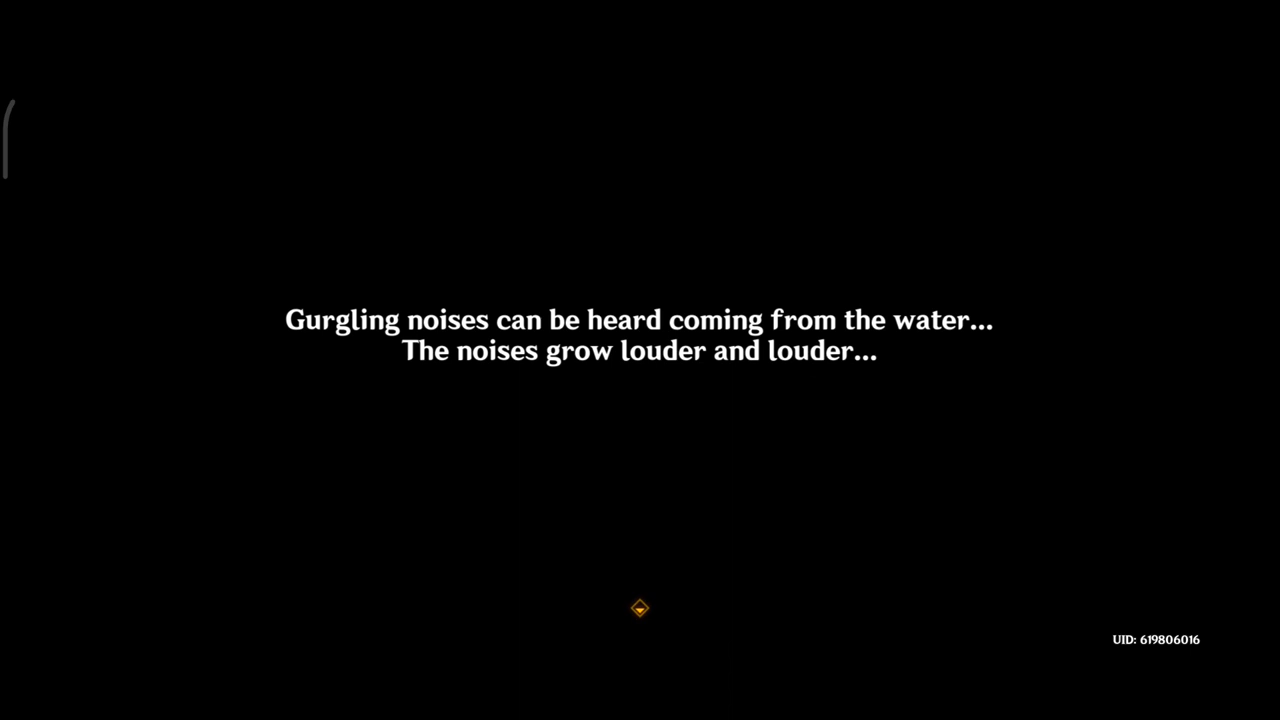 Gurgling noises can be heard coming from the water...
The noises grow louder and louder...
UID: 619806016